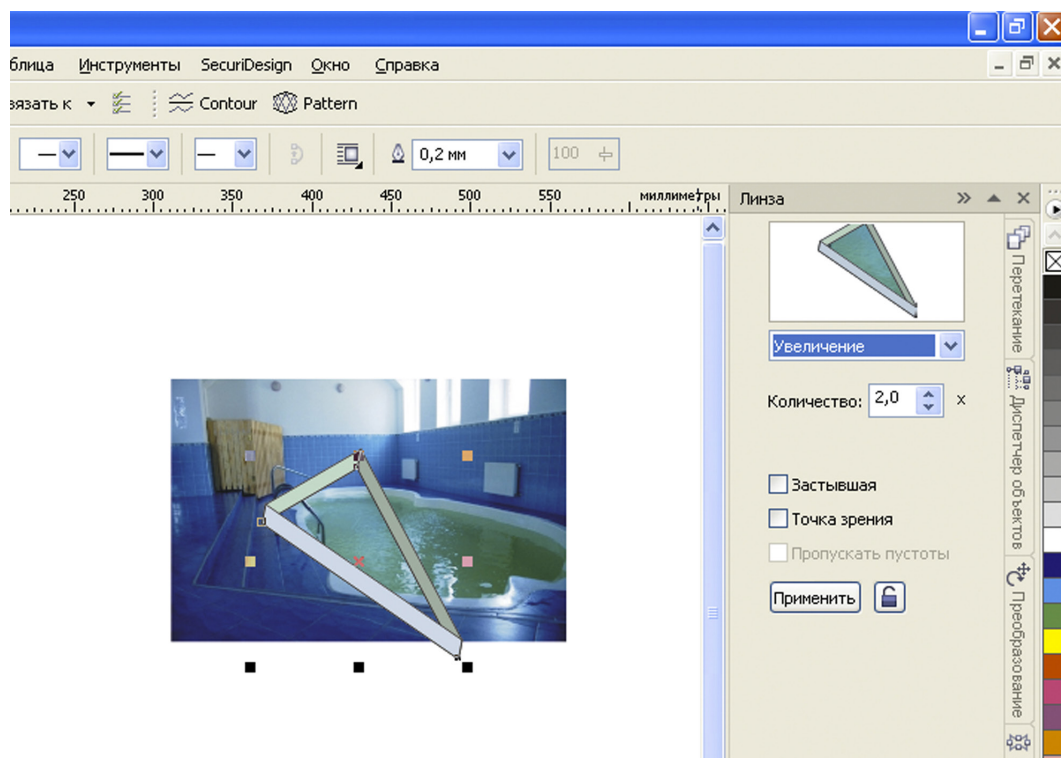 блица Инструменты SecuriDesign Окно Справка
вязать к Contour Pattern
0,2 мм 100
250 300 350 400 450 500 550 миллиметры
Линза
Увеличение
Количество: 2,0 x
Застывшая
Точка зрения
Пропускать пустоты
Применить
Перетекание
Диспетчер объектов
Преобразование